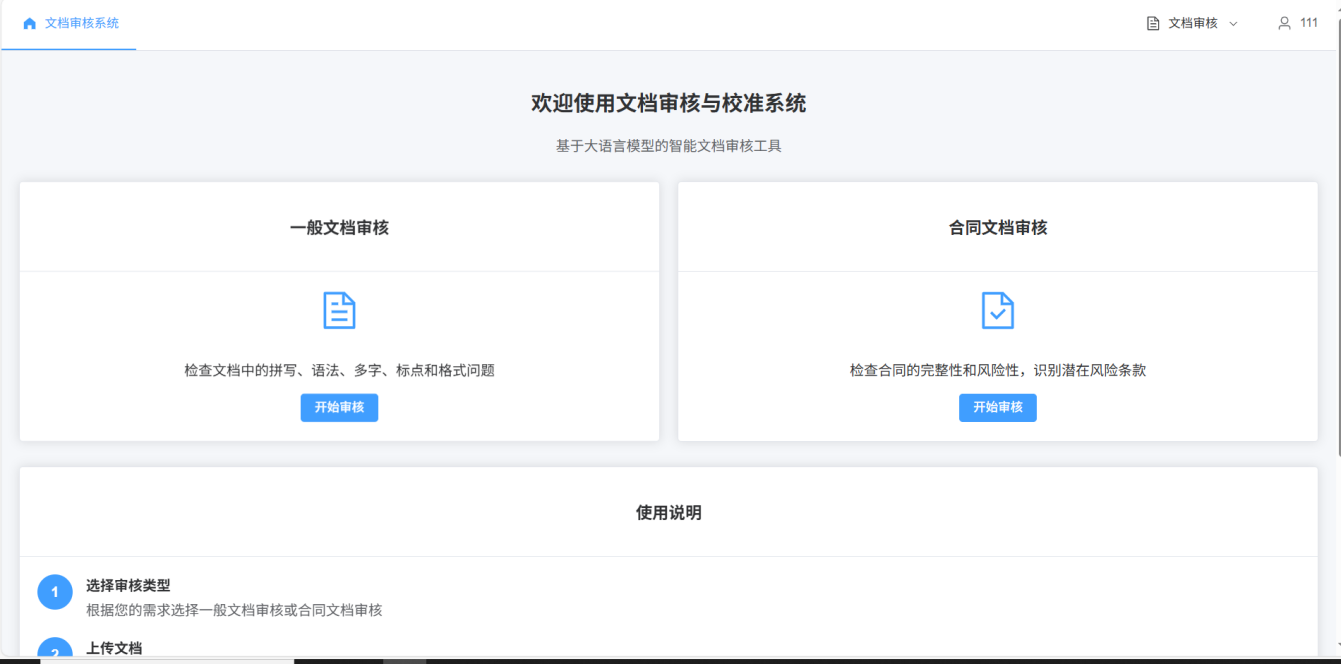 文档审核系统
文档审核
111
欢迎使用文档审核与校准系统
基于大语言模型的智能文档审核工具
一般文档审核
检查文档中的拼写、语法、多字、标点和格式问题
开始审核
合同文档审核
检查合同的完整性和风险性，识别潜在风险条款
开始审核
使用说明
1
选择审核类型
根据您的需求选择一般文档审核或合同文档审核
2
上传文档